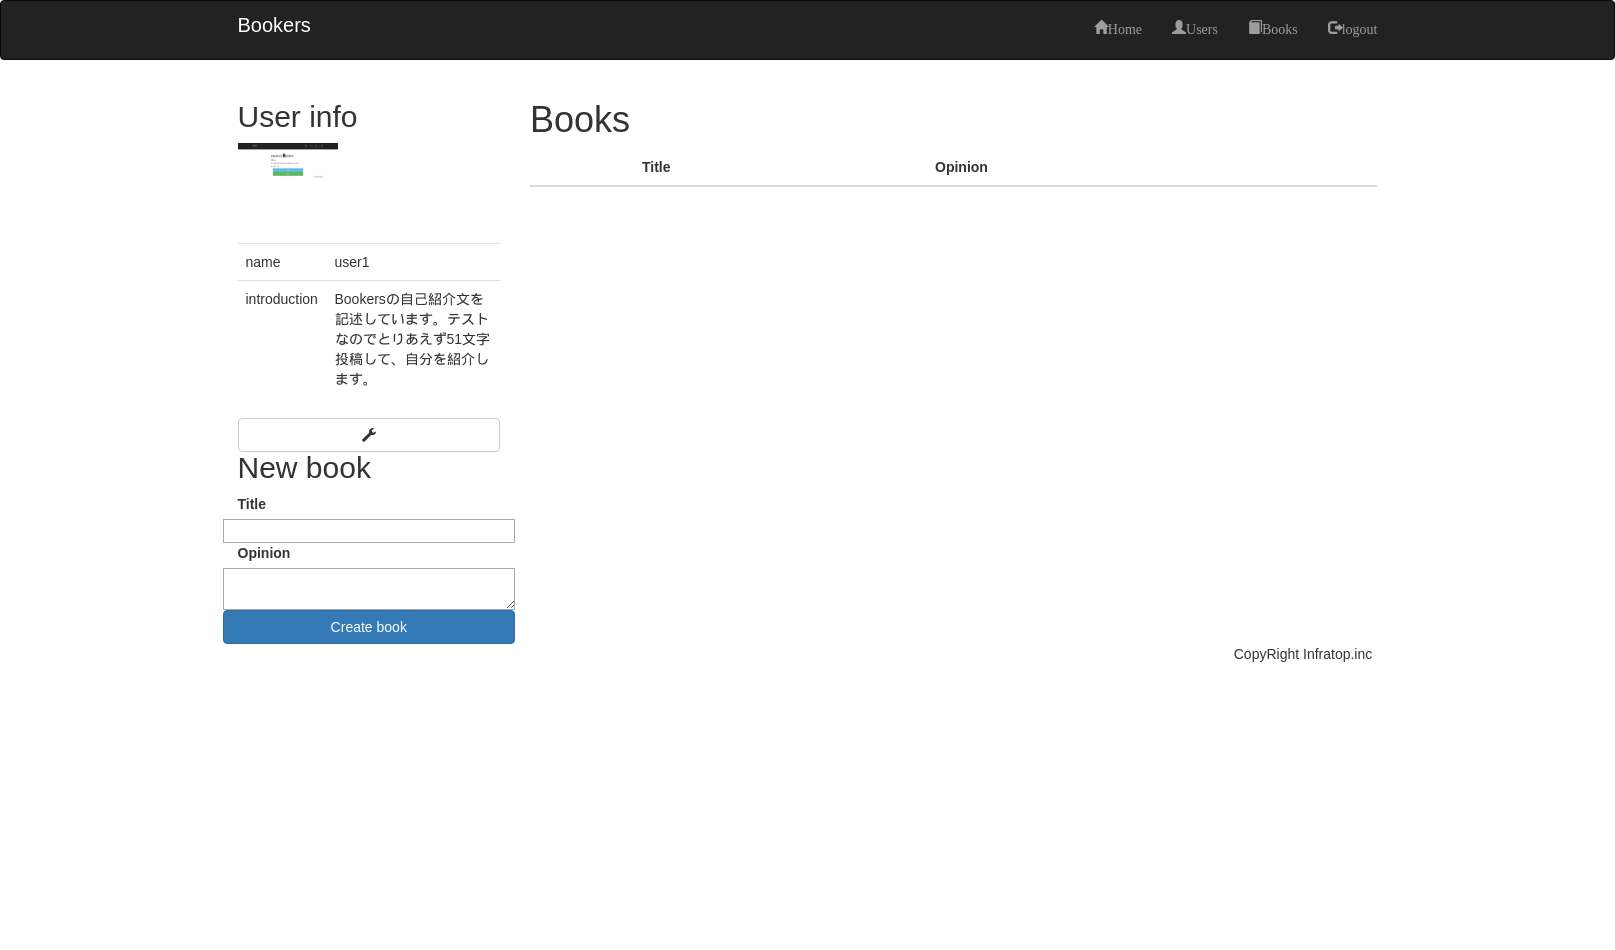 Bookers
Home Users Books logout
User info
name user1
introduction Bookersの自己紹介文を
記述しています。テスト
なのでとりあえず51文字
投稿して、自分を紹介し
ます。
New book
Title
Opinion
Create book
Books
Title Opinion
CopyRight Infratop.inc